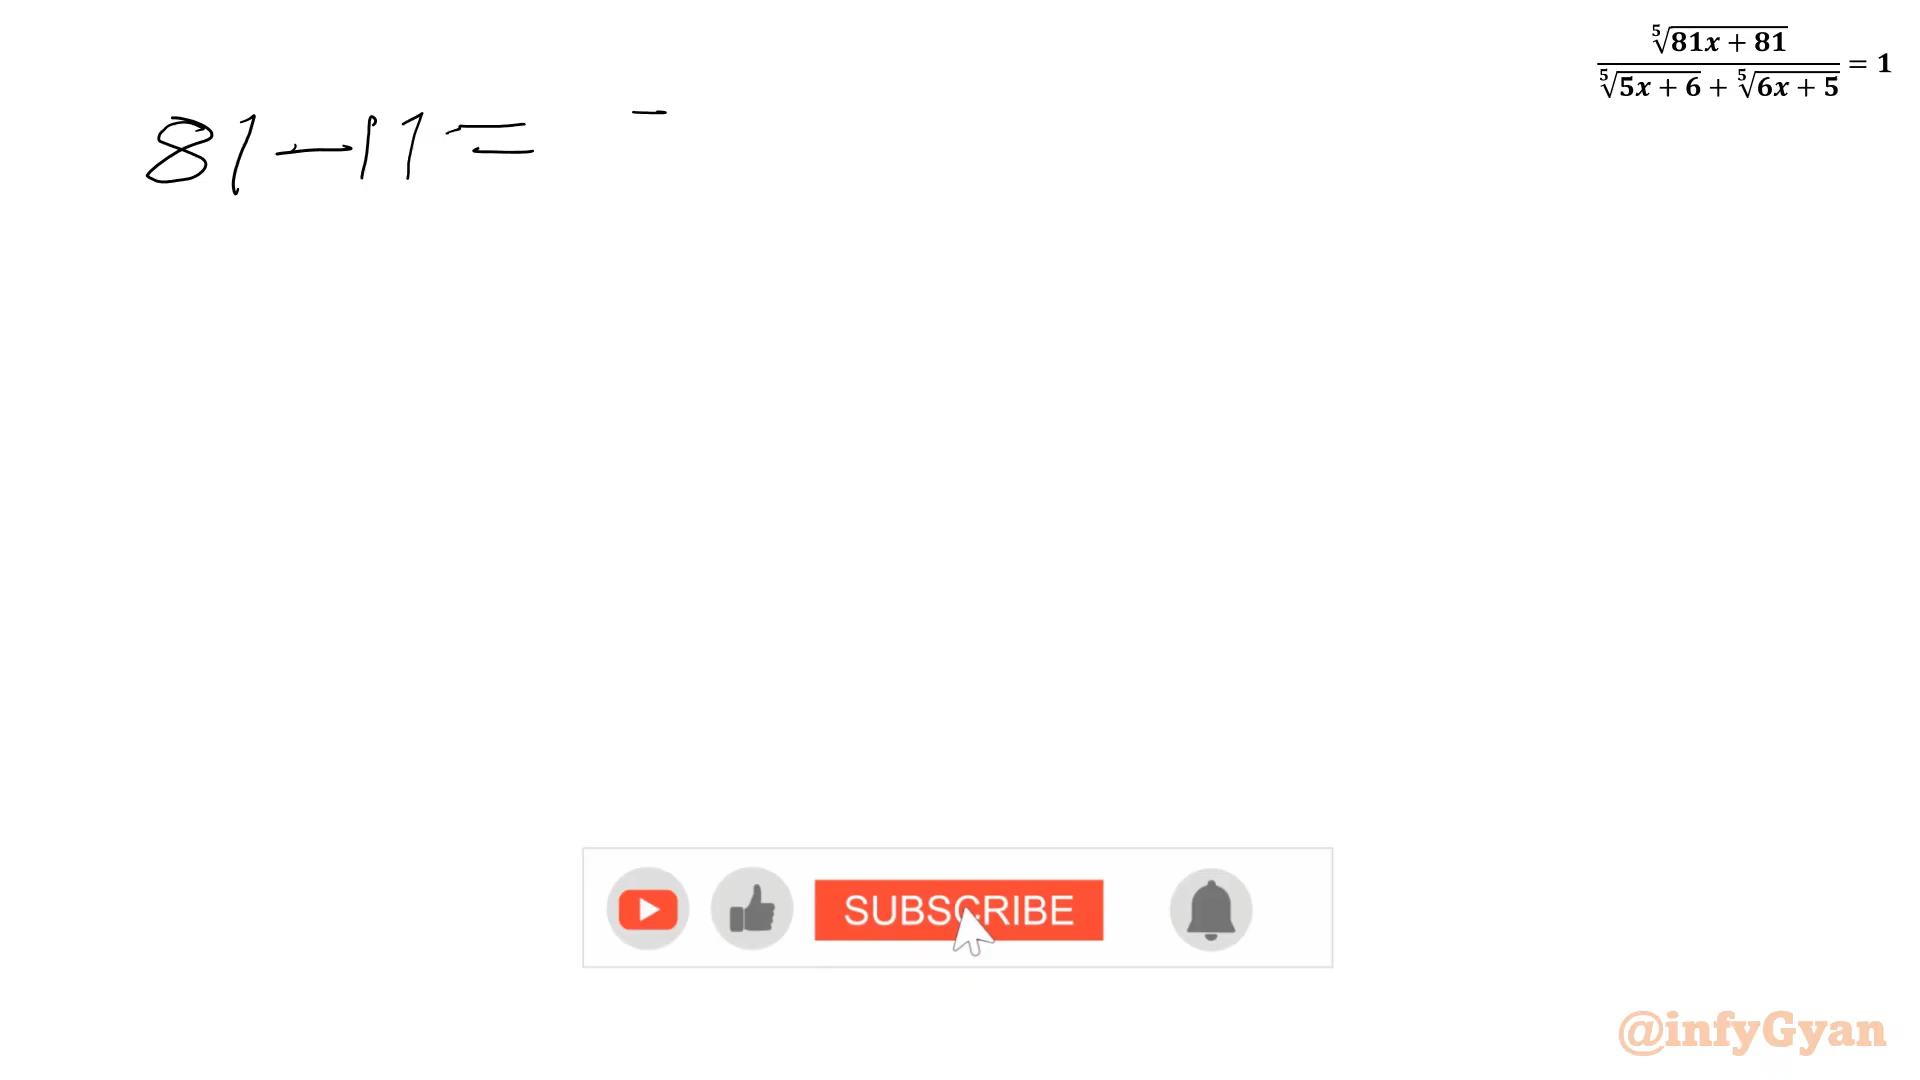 ⁵√(81x + 81) / (⁵√(5x + 6) + ⁵√(6x + 5)) = 1
81 - 11 = -
SUBSCRIBE
@infyGyan